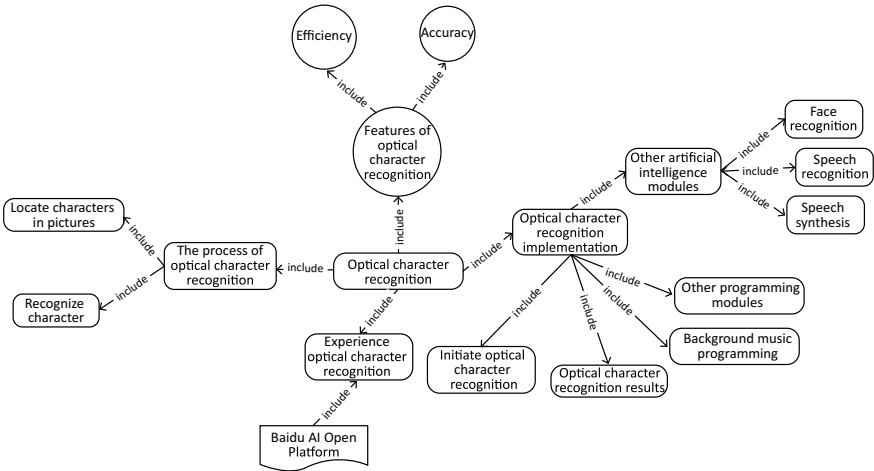 Efficiency
Accuracy
include
include
Features of
optical
character
recognition
Face
recognition
include
Other artificial
intelligence
modules
include
Speech
recognition
include
Speech
synthesis
include
Locate characters
in pictures
include
The process of
optical character
recognition
include
Recognize
character
include
include
Optical character
recognition
include
Optical character
recognition
implementation
include
Other programming
modules
include
Background music
programming
include
Optical character
recognition results
include
Initiate optical
character
recognition
include
Experience
optical character
recognition
include
Baidu AI Open
Platform